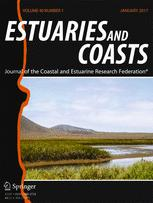 VOLUME 40 NUMBER 1 JANUARY 2017
ESTUARIES AND
COASTS
Journal of the Coastal and Estuarine Research Federation
Springer